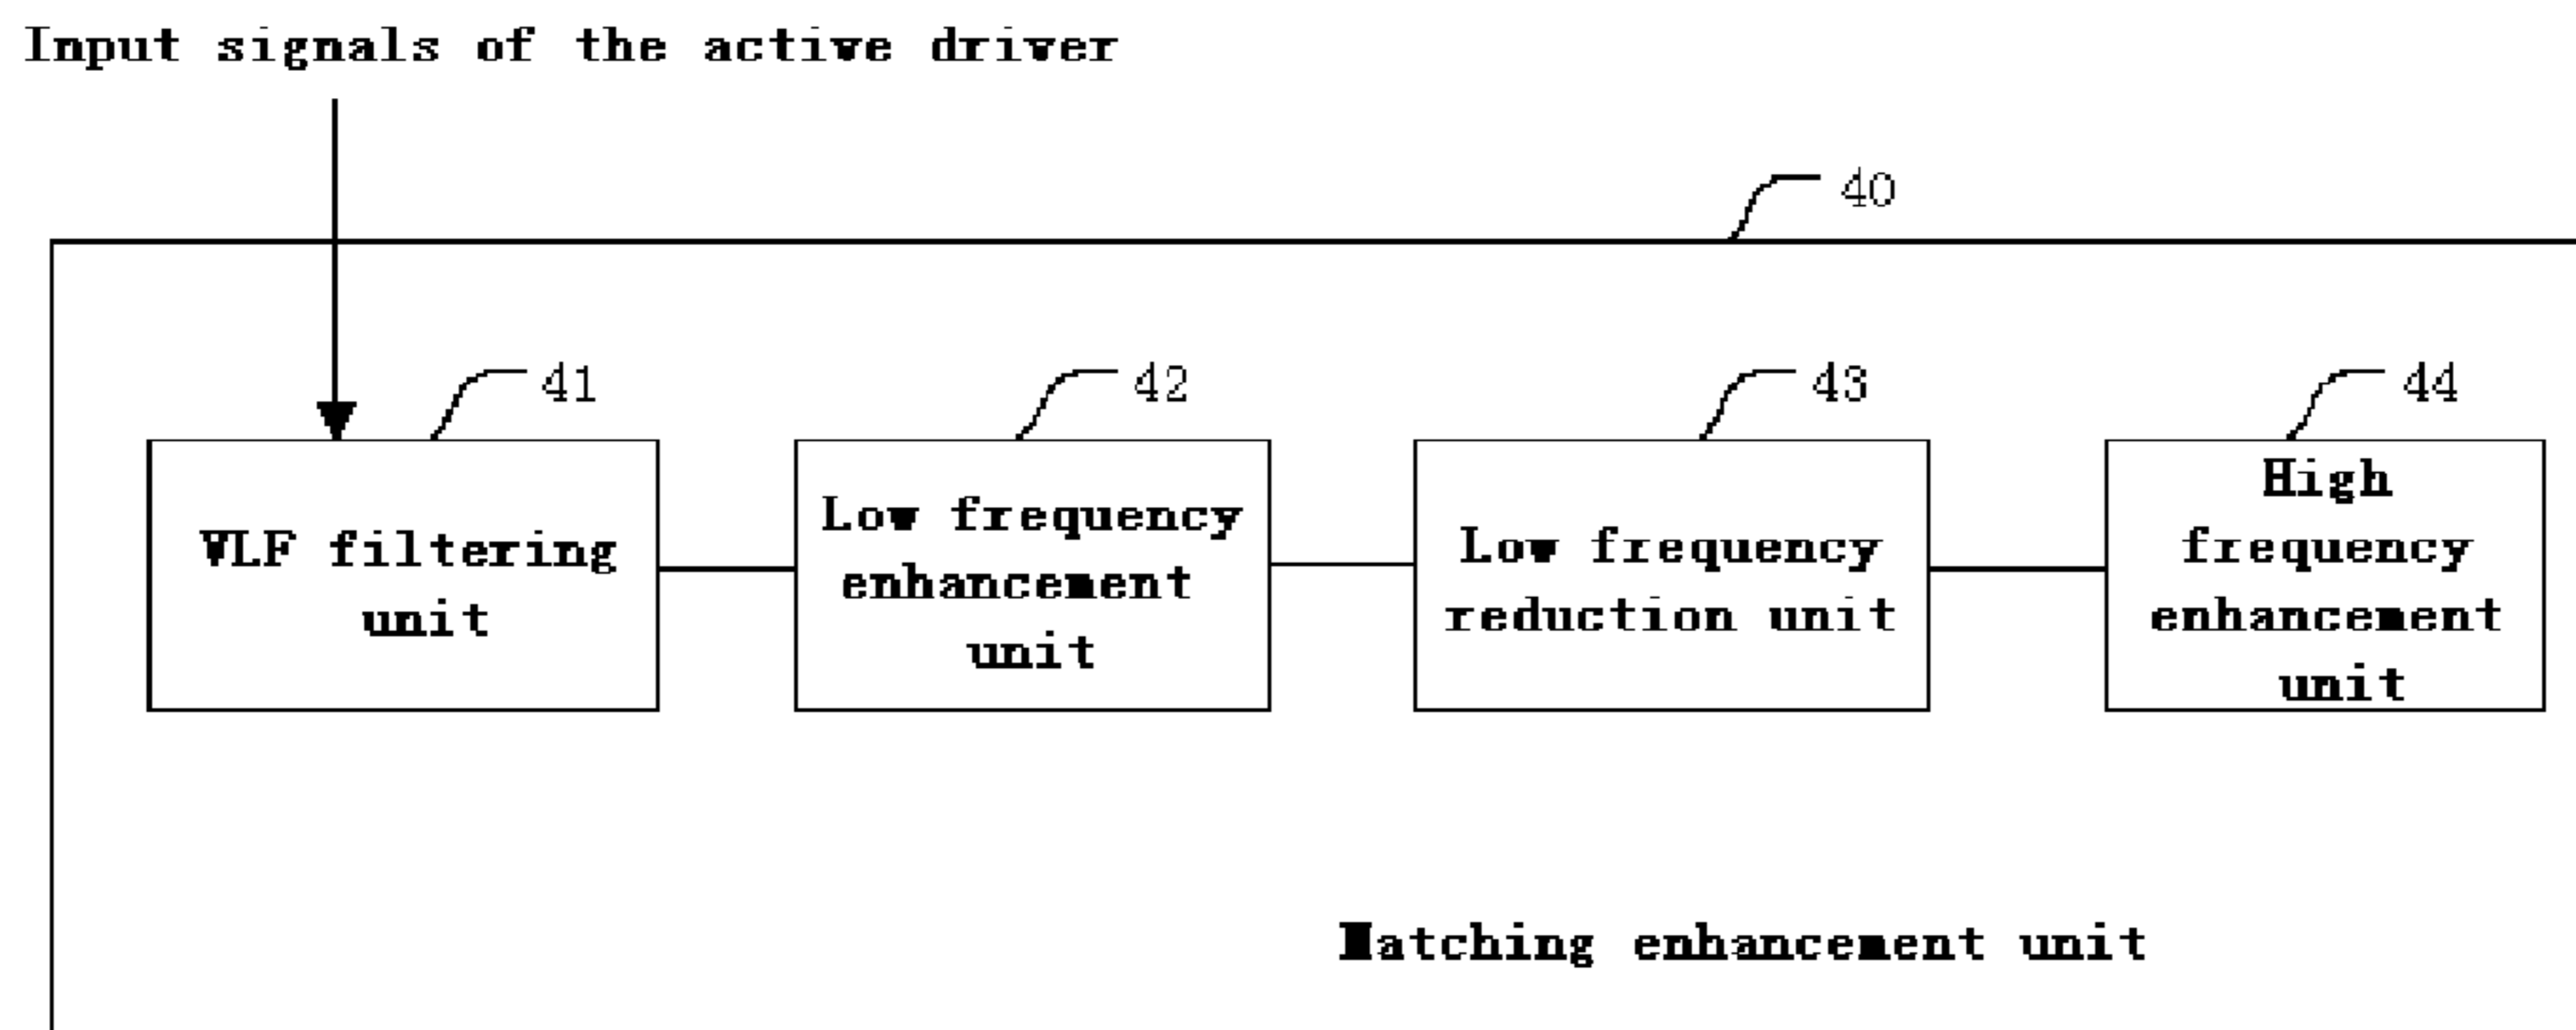 Input signals of the active driver
40
41
42
43
44
VLF filtering
unit
Low frequency
enhancement
unit
Low frequency
reduction unit
High
frequency
enhancement
unit
Matching enhancement unit